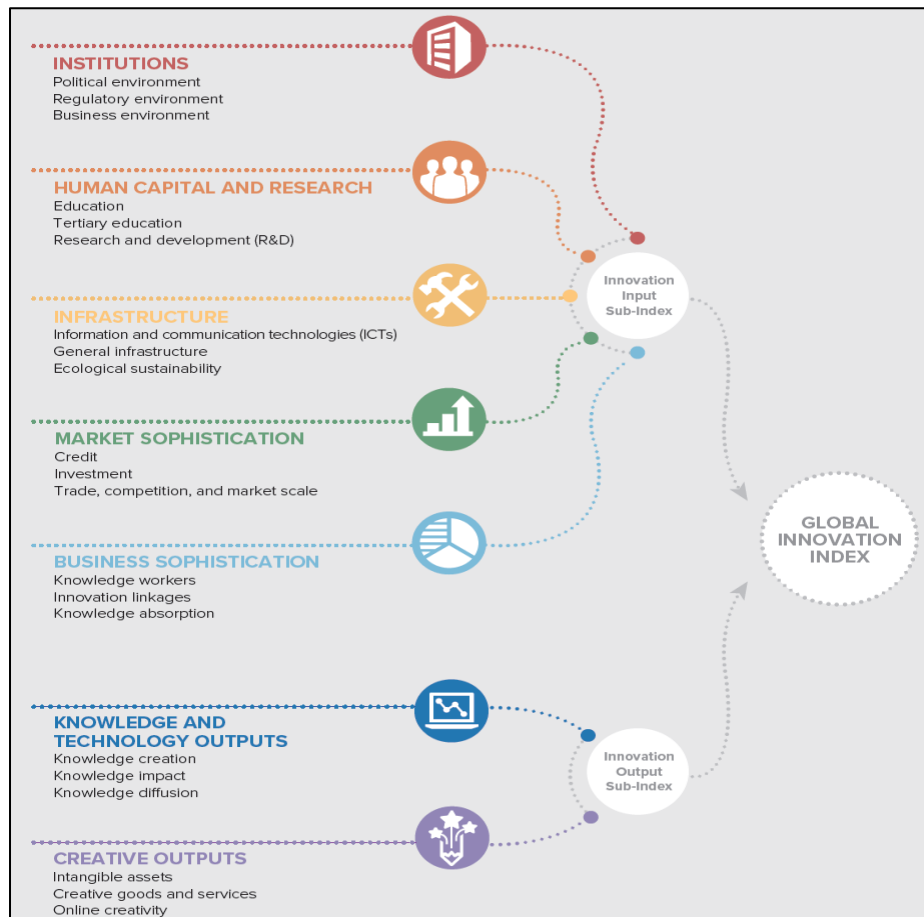 INSTITUTIONS
Political environment
Regulatory environment
Business environment
HUMAN CAPITAL AND RESEARCH
Education
Tertiary education
Research and development (R&D)
INFRASTRUCTURE
Information and communication technologies (ICTs)
General infrastructure
Ecological sustainability
MARKET SOPHISTICATION
Credit
Investment
Trade, competition, and market scale
BUSINESS SOPHISTICATION
Knowledge workers
Innovation linkages
Knowledge absorption
KNOWLEDGE AND
TECHNOLOGY OUTPUTS
Knowledge creation
Knowledge impact
Knowledge diffusion
CREATIVE OUTPUTS
Intangible assets
Creative goods and services
Online creativity
Innovation
Input
Sub-Index
Innovation
Output
Sub-Index
GLOBAL
INNOVATION
INDEX